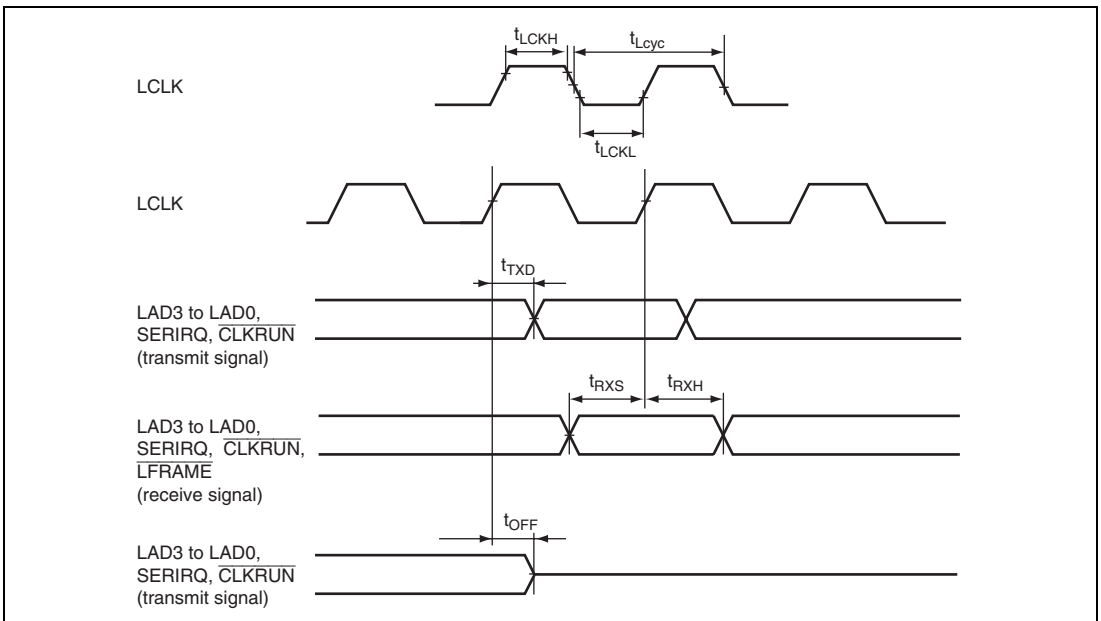 tLCKH
tLcyc
LCLK
tLCKL
LCLK
tTXD
LAD3 to LAD0,
SERIRQ, CLKRUN
(transmit signal)
tRXS tRXH
LAD3 to LAD0,
SERIRQ, CLKRUN,
LFRAME
(receive signal)
tOFF
LAD3 to LAD0,
SERIRQ, CLKRUN
(transmit signal)